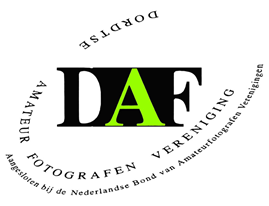 DORDTSE
DAF
AMATEUR FOTOGRAFEN VERENIGING
Aangesloten bij de Nederlandse Bond van Amateurfotografen Verenigingen